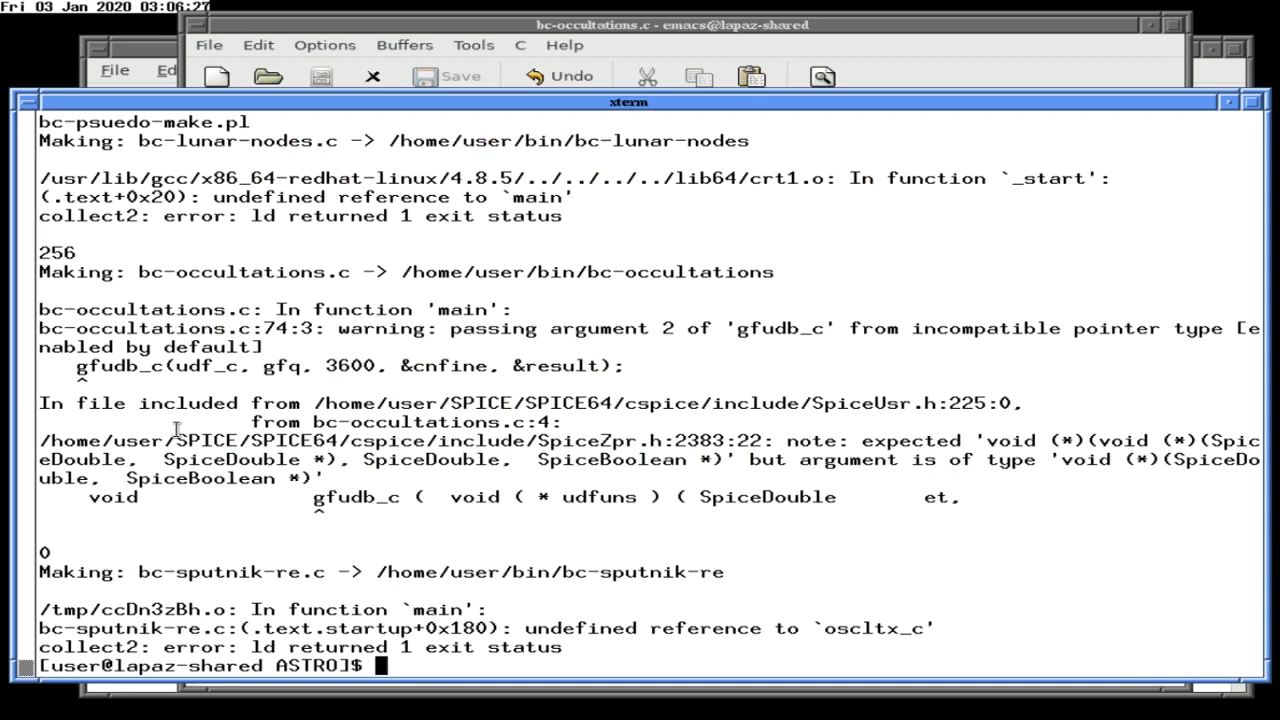 Fri 03 Jan 2020 03:06:27
bc-occultations.c - emacs@lapaz-shared
File Edit Options Buffers Tools C Help
File Ed
Save Undo
xterm
bc-psuedo-make.pl
Making: bc-lunar-nodes.c -> /home/user/bin/bc-lunar-nodes
/usr/lib/gcc/x86_64-redhat-linux/4.8.5/../../../../lib64/crt1.o: In function `_start':
(.text+0x20): undefined reference to `main'
collect2: error: ld returned 1 exit status
256
Making: bc-occultations.c -> /home/user/bin/bc-occultations
bc-occultations.c: In function 'main':
bc-occultations.c:74:3: warning: passing argument 2 of 'gfudb_c' from incompatible pointer type [e
nabled by default]
gfudb_c(udf_c, gfq, 3600, &cnfine, &result);
^
In file included from /home/user/SPICE/SPICE64/cspice/include/SpiceUsr.h:225:0,
from bc-occultations.c:4:
/home/user/SPICE/SPICE64/cspice/include/SpiceZpr.h:2383:22: note: expected 'void (*)(void (*)(Spic
eDouble, SpiceDouble *), SpiceDouble, SpiceBoolean *)' but argument is of type 'void (*)(SpiceDo
uble, SpiceBoolean *)'
void gfudb_c ( void ( * udfuns ) ( SpiceDouble et,
^
0
Making: bc-sputnik-re.c -> /home/user/bin/bc-sputnik-re
/tmp/ccDn3zBh.o: In function `main':
bc-sputnik-re.c:(.text.startup+0x180): undefined reference to `oscltx_c'
collect2: error: ld returned 1 exit status
[user@lapaz-shared ASTRO]$